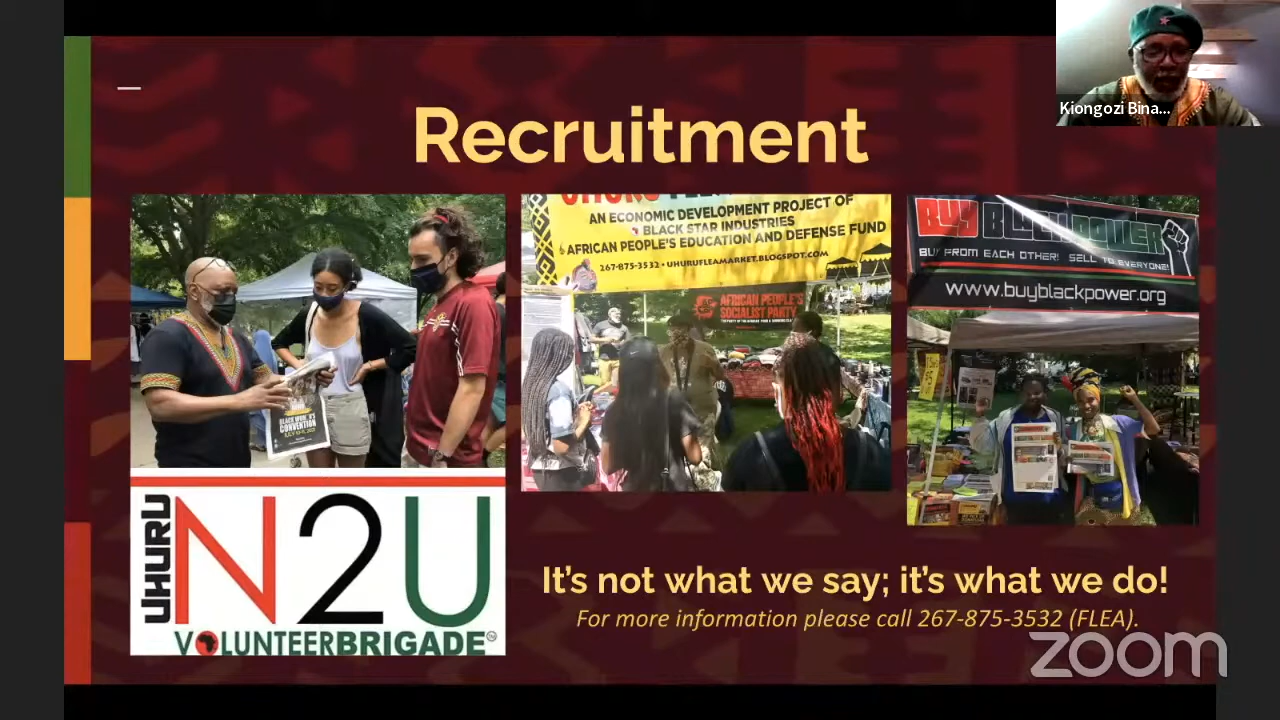 Kiongozi Bina...
Recruitment
AN ECONOMIC DEVELOPMENT PROJECT OF
BLACK STAR INDUSTRIES
AFRICAN PEOPLE'S EDUCATION AND DEFENSE FUND
267-875-3532 • UHURUFLEAMARKET.BLOGSPOT.COM
AFRICAN PEOPLE'S
SOCIALIST PARTY
BUY BLACK POWER
BUY FROM EACH OTHER! SELL TO EVERYONE!
www.buyblackpower.org
CONVENTION
UHURU
N2U
VOLUNTEERBRIGADE
It's not what we say; it's what we do!
For more information please call 267-875-3532 (FLEA).
zoom